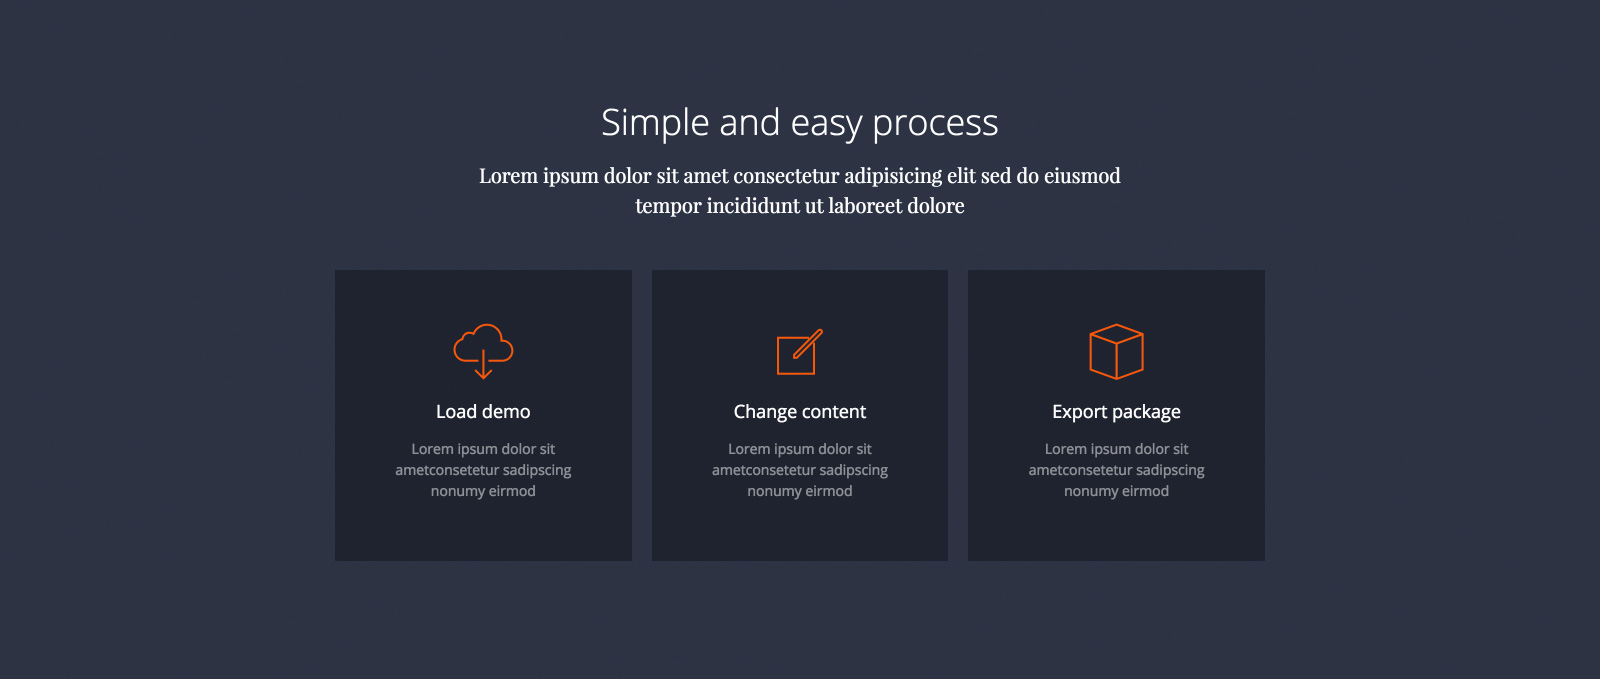 Simple and easy process
Lorem ipsum dolor sit amet consectetur adipisicing elit sed do eiusmod
tempor incididunt ut laboreet dolore
Load demo
Lorem ipsum dolor sit
ametconsetetur sadipscing
nonumy eirmod
Change content
Lorem ipsum dolor sit
ametconsetetur sadipscing
nonumy eirmod
Export package
Lorem ipsum dolor sit
ametconsetetur sadipscing
nonumy eirmod